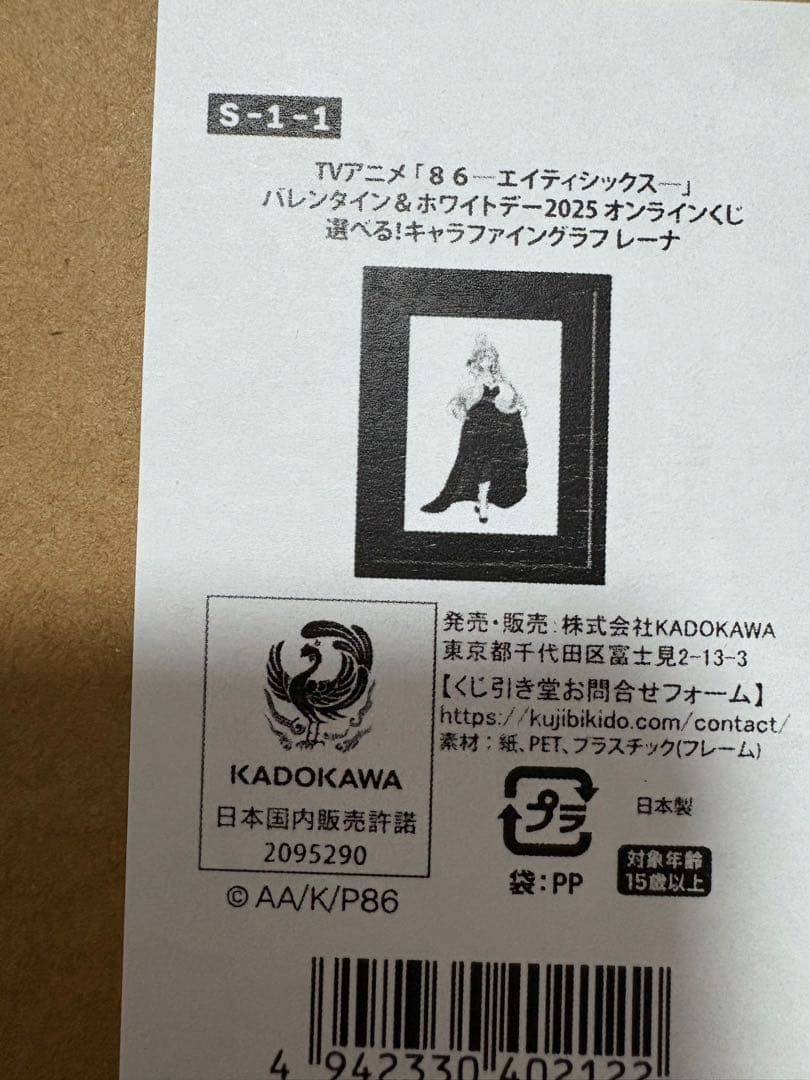 S-1-1
TVアニメ「８６―エイティシックス―」
バレンタイン＆ホワイトデー2025 オンラインくじ
選べる！キャラファイングラフ レーナ
発売・販売：株式会社KADOKAWA
東京都千代田区富士見2-13-3
【くじ引き堂お問合せフォーム】
https://kujibikido.com/contact/
素材：紙、PET、プラスチック(フレーム)
KADOKAWA
日本国内販売許諾
2095290
©AA/K/P86
プラ
袋：PP
日本製
対象年齢
15歳以上
4 942330 402122